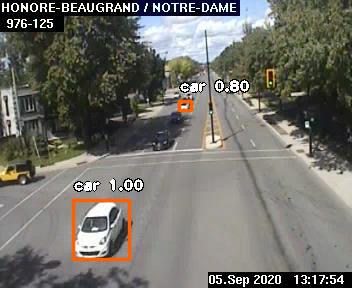 HONORE-BEAUGRAND / NOTRE-DAME
976-125
car 0.80
car 1.00
05.Sep 2020 13:17:54